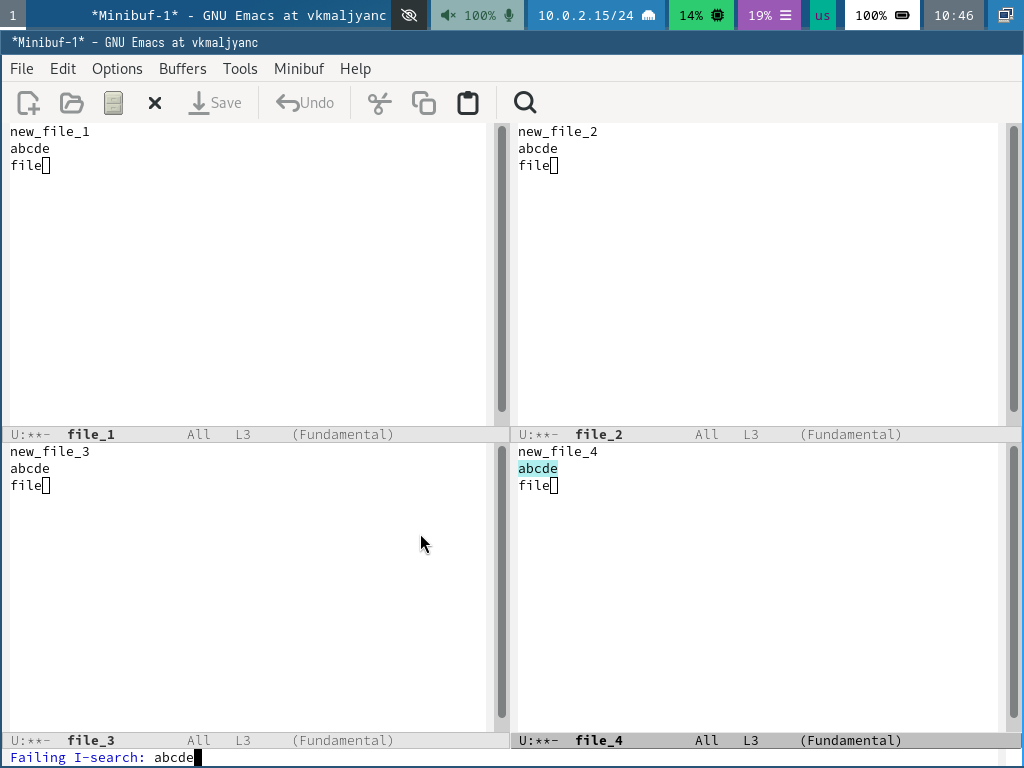 1 *Minibuf-1* - GNU Emacs at vkmaljyanc 100% 10.0.2.15/24 14% 19% us 100% 10:46
*Minibuf-1* - GNU Emacs at vkmaljyanc
File Edit Options Buffers Tools Minibuf Help
Save Undo
new_file_1
abcde
file
U:**- file_1 All L3 (Fundamental)
new_file_2
abcde
file
U:**- file_2 All L3 (Fundamental)
new_file_3
abcde
file
U:**- file_3 All L3 (Fundamental)
new_file_4
abcde
file
U:**- file_4 All L3 (Fundamental)
Failing I-search: abcde